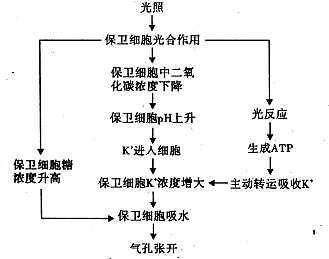 光照
保卫细胞光合作用
保卫细胞中二氧
化碳浓度下降
光反应
保卫细胞pH上升
生成ATP
K⁺进入细胞
保卫细胞糖
浓度升高
保卫细胞K⁺浓度增大
主动转运吸收K⁺
保卫细胞吸水
气孔张开